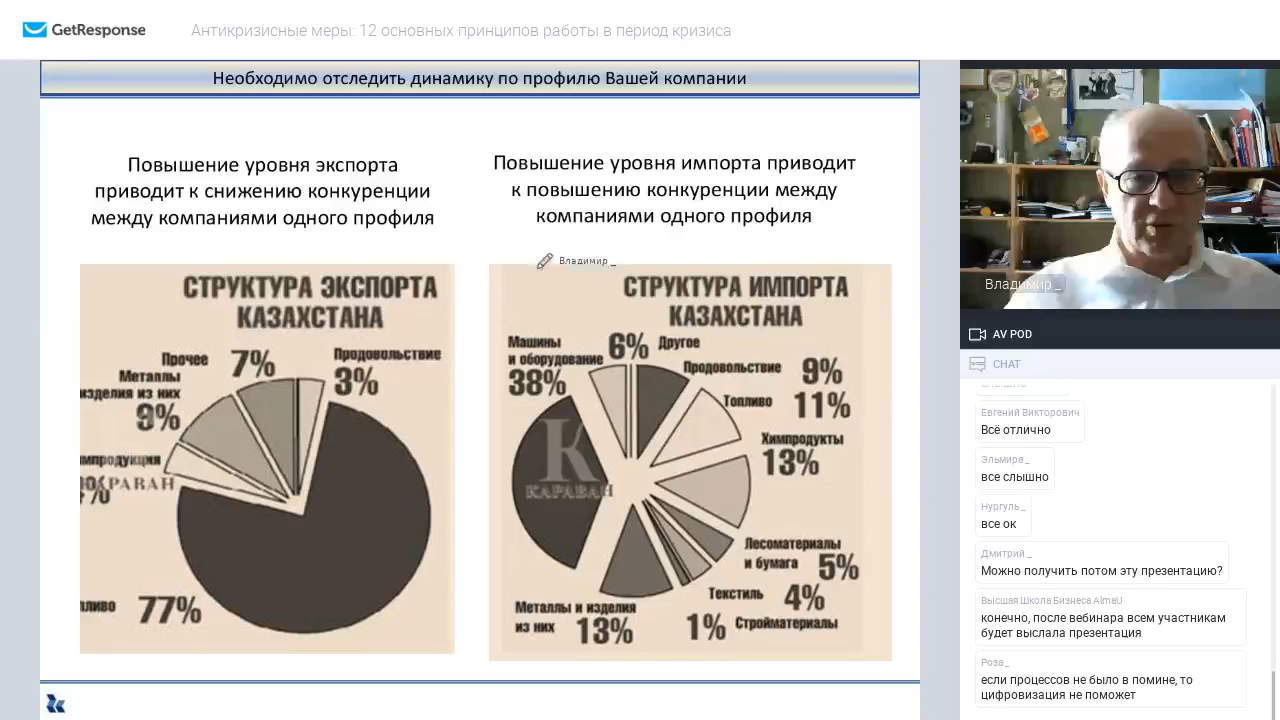 GetResponse
Антикризисные меры: 12 основных принципов работы в период кризиса
Необходимо отследить динамику по профилю Вашей компании
Повышение уровня экспорта
приводит к снижению конкуренции
между компаниями одного профиля
Повышение уровня импорта приводит
к повышению конкуренции между
компаниями одного профиля
Владимир _
СТРУКТУРА ЭКСПОРТА
КАЗАХСТАНА
Прочее 7%
Продовольствие
3%
Металлы
изделия из них
КАРАВАН
77%
СТРУКТУРА ИМПОРТА
КАЗАХСТАНА
Машины
и оборудование
38%
6% Другое
Продовольствие 9%
Топливо 11%
Химпродукты
13%
К
КАРАВАН
Лесоматериалы
и бумага 5%
Текстиль 4%
1% Стройматериалы
Металлы и изделия
из них 13%
Владимир _
AV POD
CHAT
Евгений Викторович
Всё отлично
Эльмира _
все слышно
Нургуль _
все ок
Дмитрий _
Можно получить потом эту презентацию?
Высшая Школа Бизнеса AlmaU
конечно, после вебинара всем участникам
будет выслала презентация
Роза _
если процессов не было в помине, то
цифровизация не поможет